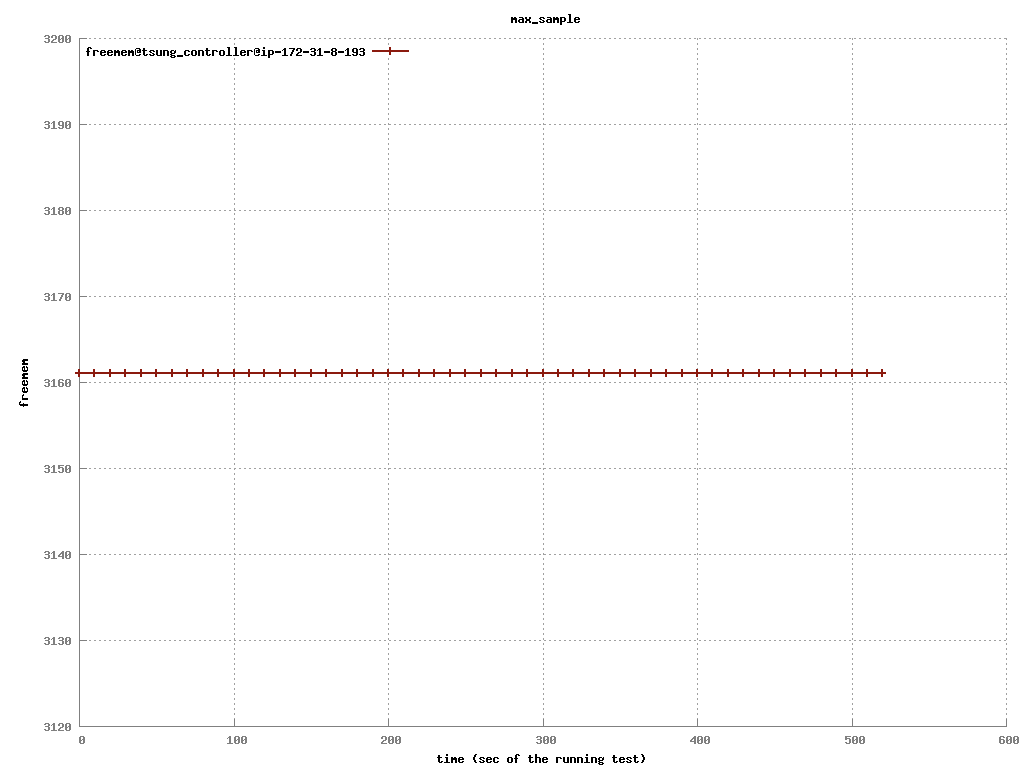 max_sample
freemem@tsung_controller@ip-172-31-8-193
3200
3190
3180
3170
3160
3150
3140
3130
3120
freemem
0 100 200 300 400 500 600
time (sec of the running test)